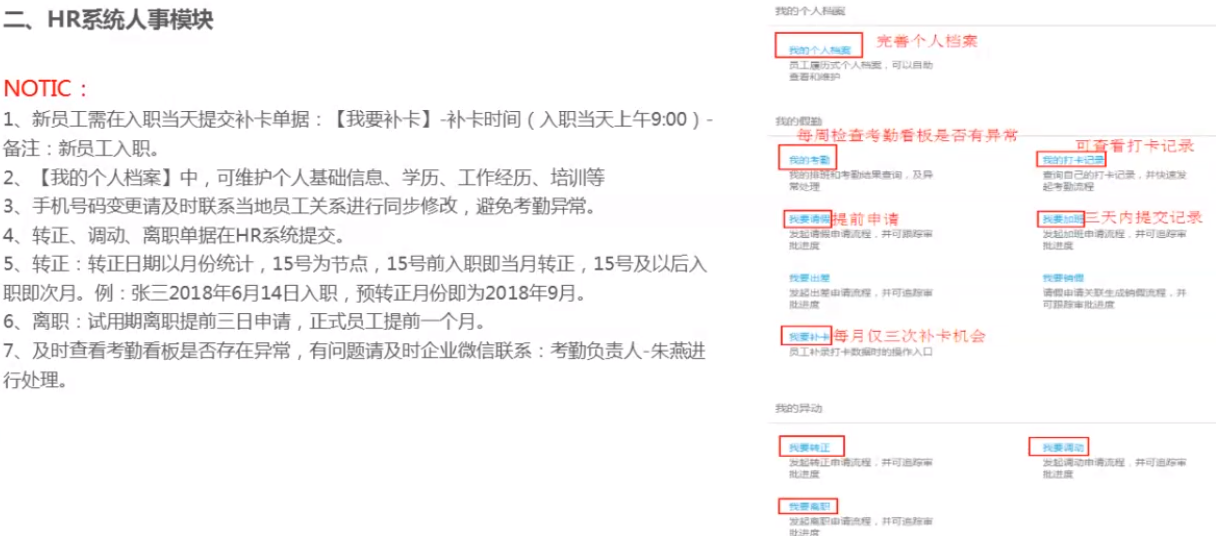 二、HR系统人事模块
NOTIC：
1、新员工需在入职当天提交补卡单据：【我要补卡】-补卡时间（入职当天上午9:00）-
备注：新员工入职。
2、【我的个人档案】中，可维护个人基础信息、学历、工作经历、培训等
3、手机号码变更请及时联系当地员工关系进行同步修改，避免考勤异常。
4、转正、调动、离职单据在HR系统提交。
5、转正：转正日期以月份统计，15号为节点，15号前入职即当月转正，15号及以后入
职即次月。例：张三2018年6月14日入职，预转正月份即为2018年9月。
6、离职：试用期离职提前三日申请，正式员工提前一个月。
7、及时查看考勤看板是否存在异常，有问题请及时企业微信联系：考勤负责人-朱燕进
行处理。
我的个人档案
我的个人档案 完善个人档案
员工履历式个人档案，可以自助
查看和维护
我的假勤
每周检查考勤看板是否有异常
可查看打卡记录
我的考勤
我的排班和考勤结果查询，及异
常处理
我的打卡记录
查询自己的打卡记录，并快速发
起考勤流程
我要请假 提前申请
发起请假申请流程，并可跟踪审
批进度
我要加班 三天内提交记录
发起加班申请流程，并可追踪审
批进度
我要出差
发起出差申请流程，并可追踪审
批进度
我要销假
请假申请关联生成销假流程，并
可跟踪审批进度
我要补卡 每月仅三次补卡机会
员工补录打卡数据时的操作入口
我的异动
我要转正
发起转正申请流程，并可追踪审
批进度
我要调动
发起调动申请流程，并可追踪审
批进度
我要离职
发起离职申请流程，并可追踪审
批进度